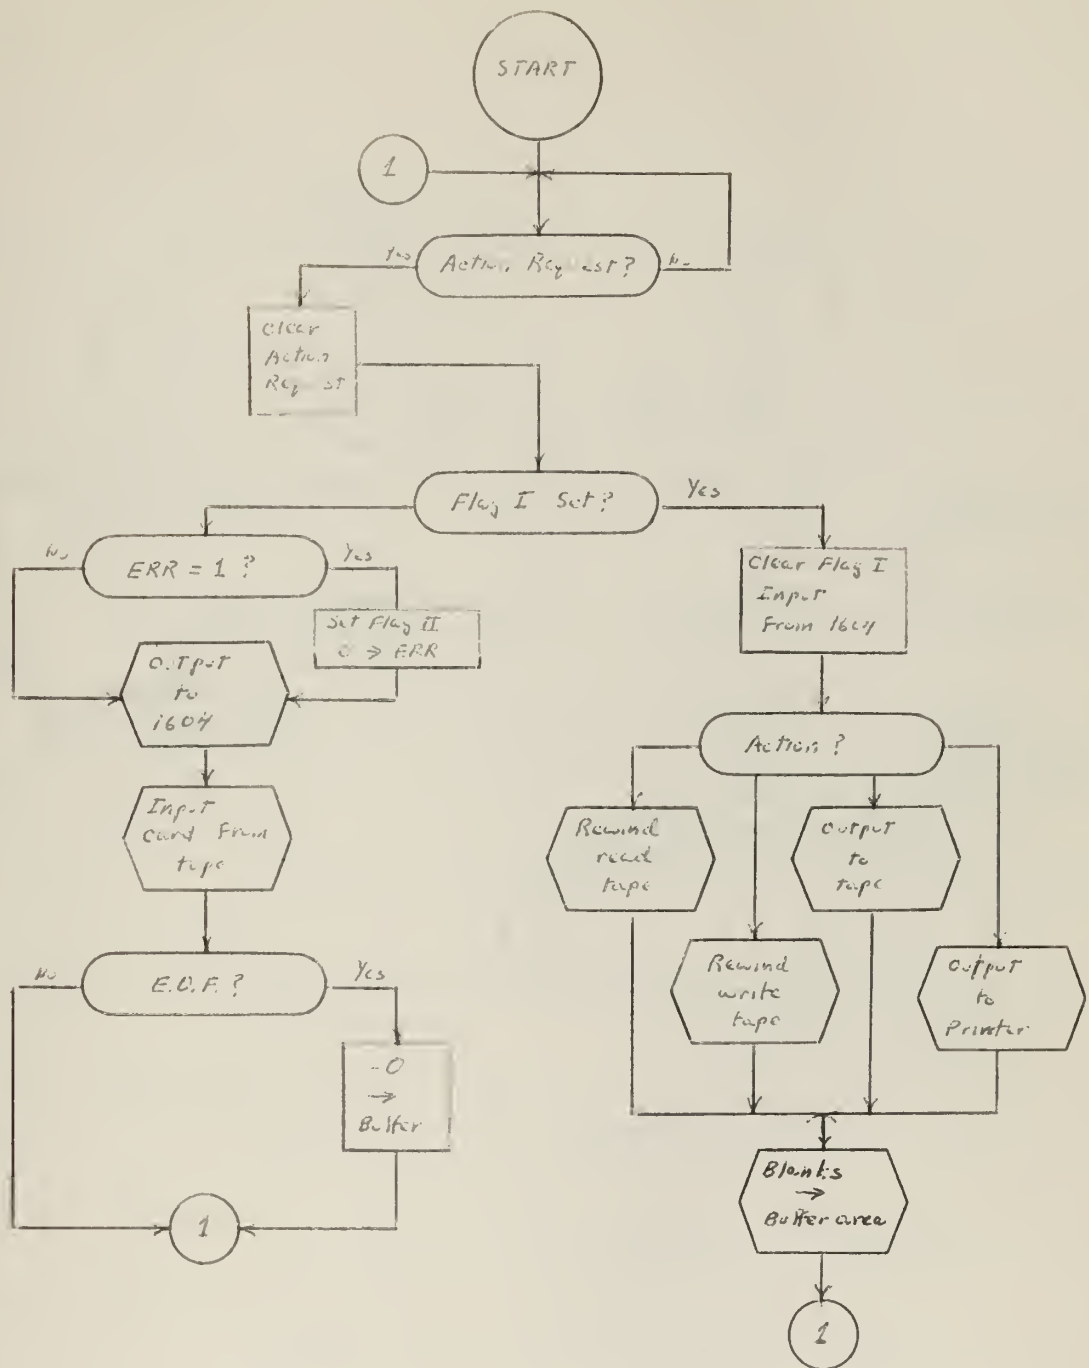 START
1
Yes
Action Request?
No
Clear
Action
Request
Flag I Set?
Yes
No
ERR = 1 ?
Yes
Set Flag II
0 → ERR
Output
to
1604
Input
Card From
tape
No
E.O.F.?
Yes
-0
→
Buffer
1
Clear Flag I
Input
From 1604
Action?
Rewind
read
tape
Output
to
tape
Rewind
write
tape
Output
to
Printer
Blanks
→
Buffer area
1